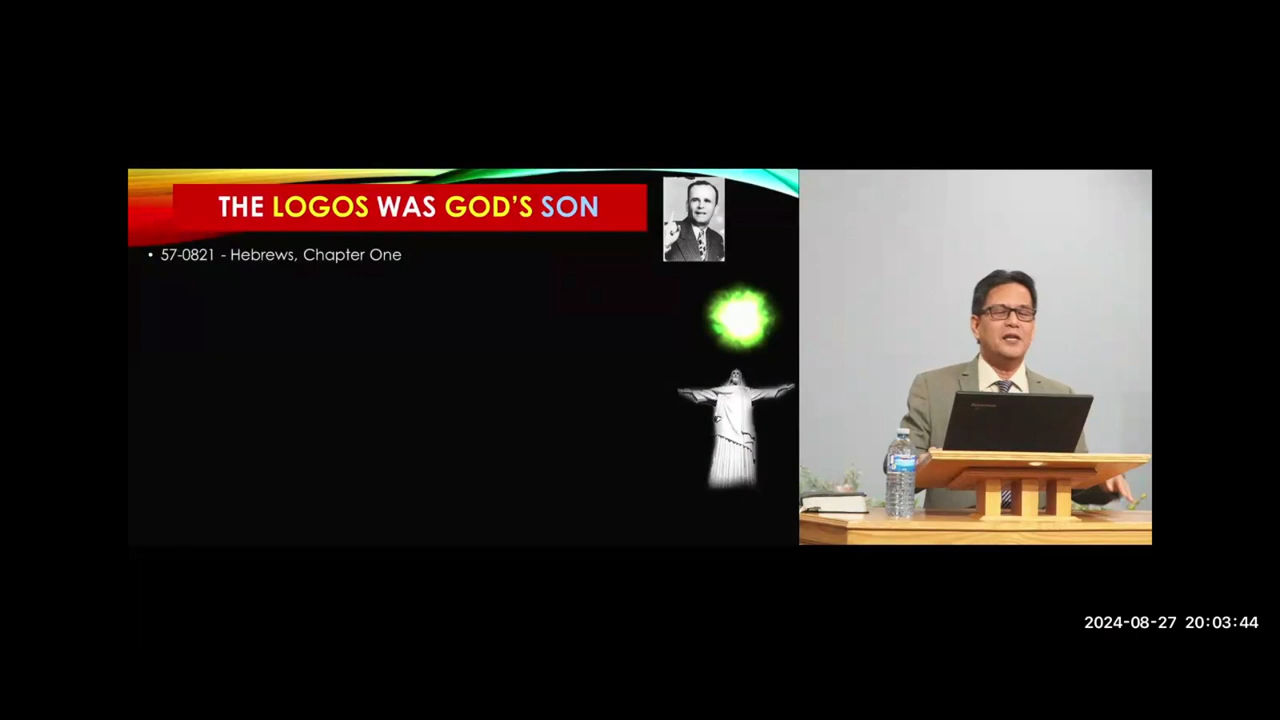 THE LOGOS WAS GOD'S SON
• 57-0821 - Hebrews, Chapter One
2024-08-27 20:03:44